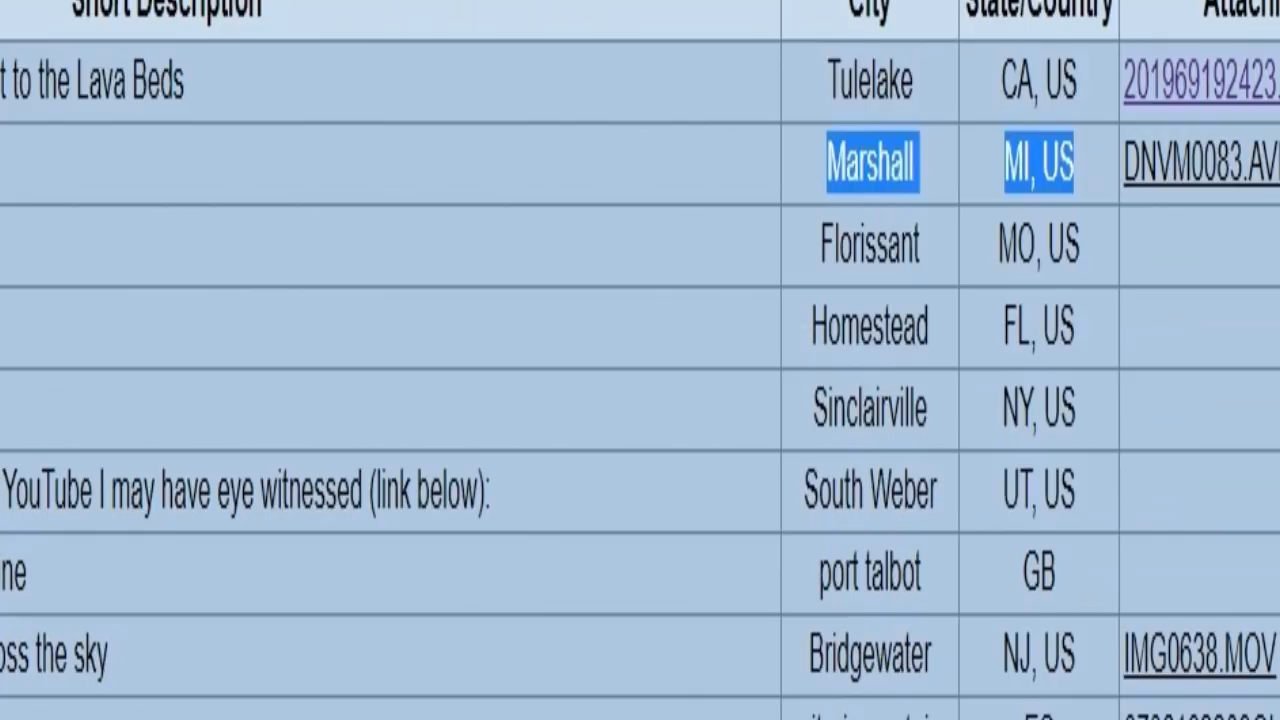 Short Description City State/Country
t to the Lava Beds Tulelake CA, US 201969192423.
Marshall MI, US DNVM0083.AVI
Florissant MO, US
Homestead FL, US
Sinclairville NY, US
YouTube I may have eye witnessed (link below): South Weber UT, US
ne port talbot GB
oss the sky Bridgewater NJ, US IMG0638.MOV